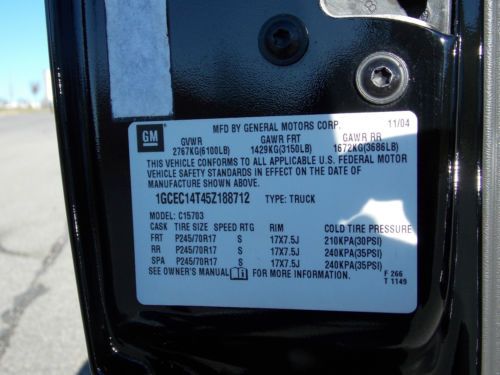 MFD BY GENERAL MOTORS CORP. 11/04
GM GVWR GAWR FRT GAWR RR
2767KG(6100LB) 1429KG(3150LB) 1672KG(3686LB)
THIS VEHICLE CONFORMS TO ALL APPLICABLE U.S. FEDERAL MOTOR
VEHICLE SAFETY STANDARDS IN EFFECT ON THE DATE OF
MANUFACTURE SHOWN ABOVE.
1GCEC14T45Z188712 TYPE: TRUCK
MODEL: C15703
CASK TIRE SIZE SPEED RTG RIM COLD TIRE PRESSURE
FRT P245/70R17 S 17X7.5J 210KPA(30PSI)
RR P245/70R17 S 17X7.5J 240KPA(35PSI)
SPA P245/70R17 S 17X7.5J 240KPA(35PSI)
SEE OWNER'S MANUAL FOR MORE INFORMATION. F 266
T 1149